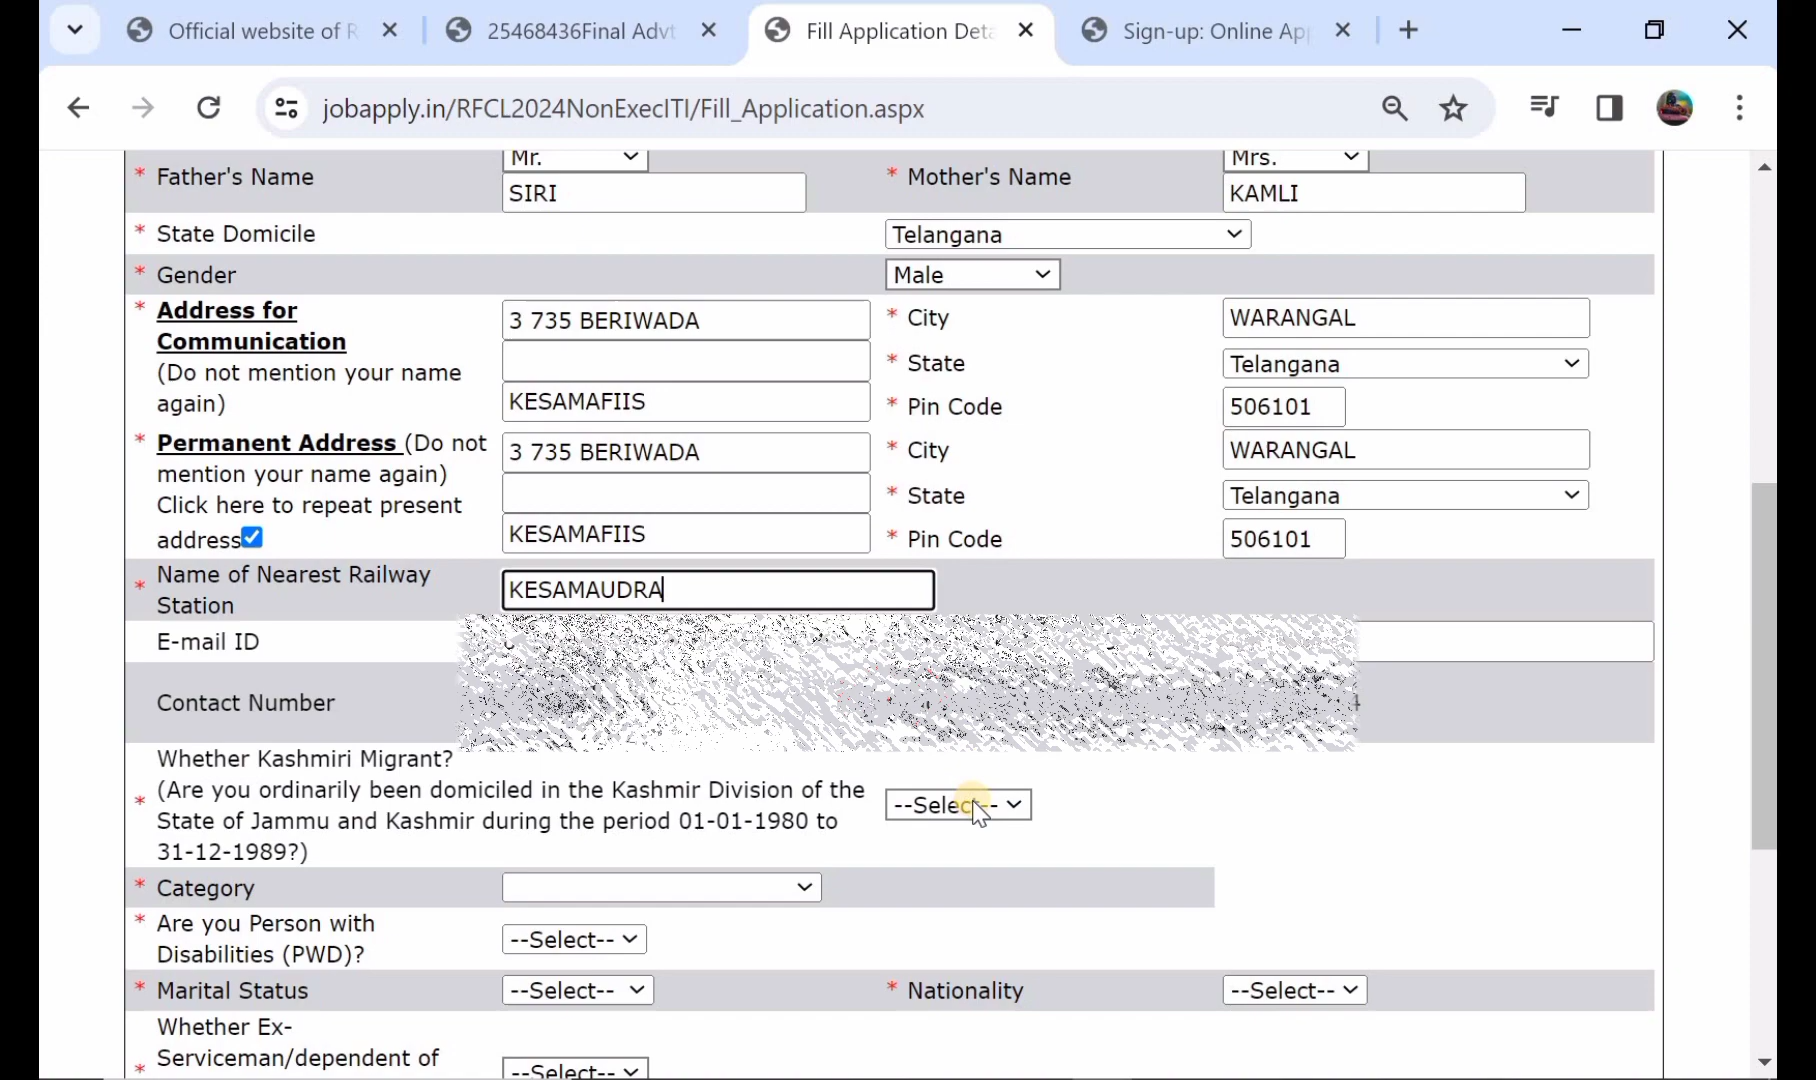 Official website of R
25468436Final Advt
Fill Application Deta
Sign-up: Online App
jobapply.in/RFCL2024NonExecITI/Fill_Application.aspx
Mr.
Mrs.
* Father's Name
SIRI
* Mother's Name
KAMLI
* State Domicile
Telangana
* Gender
Male
* Address for
Communication
(Do not mention your name
again)
3 735 BERIWADA
KESAMAFIIS
* City
WARANGAL
* State
Telangana
* Pin Code
506101
* Permanent Address (Do not
mention your name again)
Click here to repeat present
address
3 735 BERIWADA
KESAMAFIIS
* City
WARANGAL
* State
Telangana
* Pin Code
506101
* Name of Nearest Railway
Station
KESAMAUDRA
E-mail ID
Contact Number
Whether Kashmiri Migrant?
(Are you ordinarily been domiciled in the Kashmir Division of the
* State of Jammu and Kashmir during the period 01-01-1980 to
31-12-1989?)
--Select--
* Category
* Are you Person with
Disabilities (PWD)?
--Select--
* Marital Status
--Select--
* Nationality
--Select--
Whether Ex-
* Serviceman/dependent of
--Select--